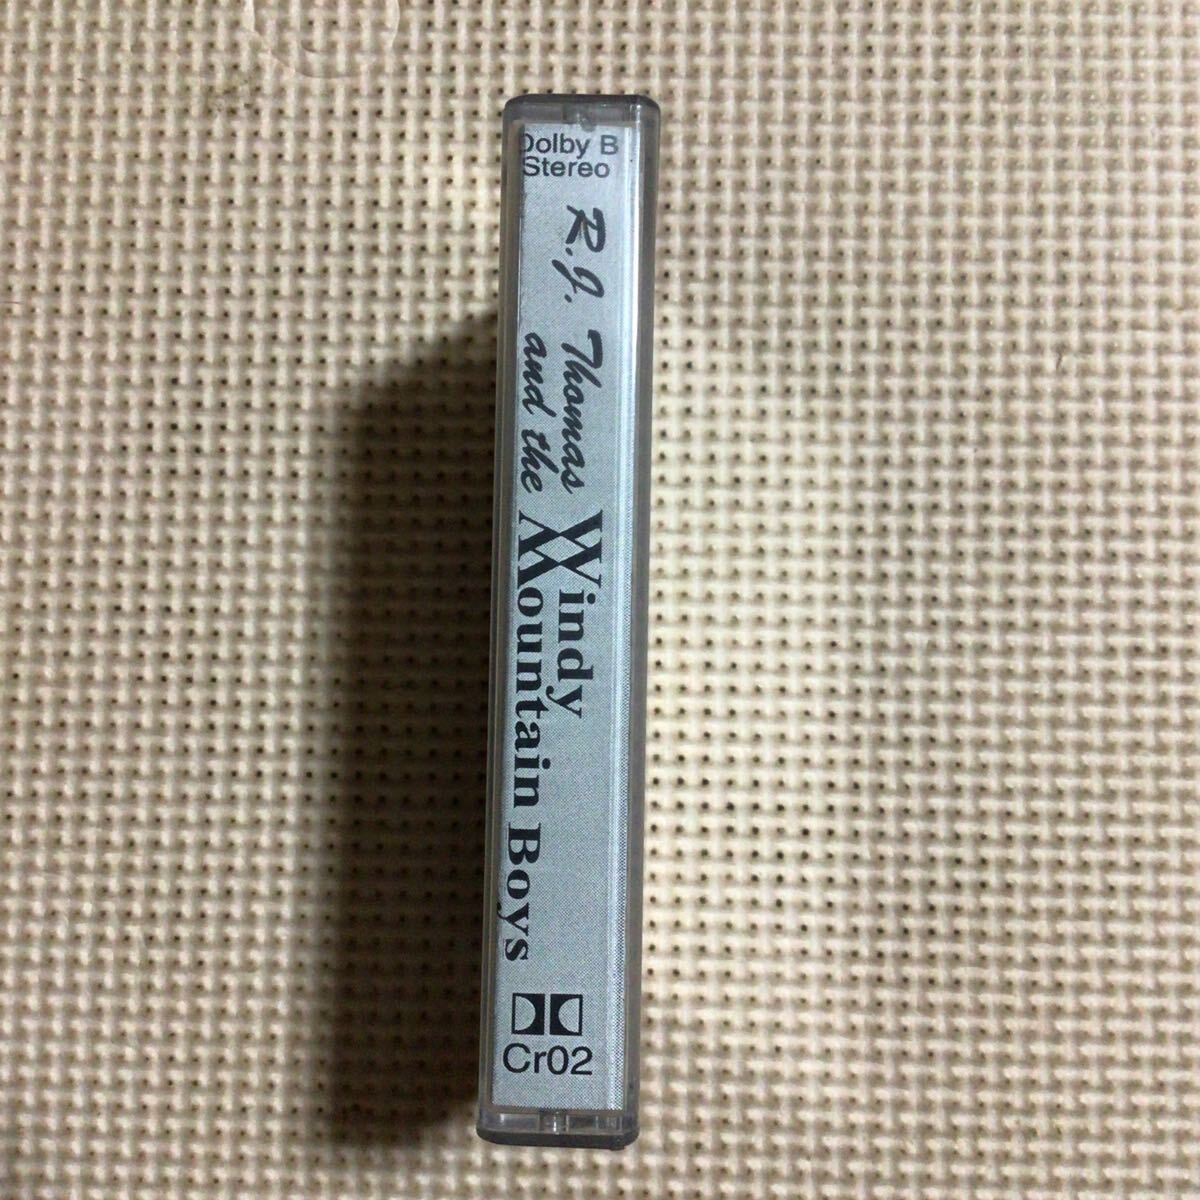 Dolby B
Stereo
R.J. Thomas
and the
Windy
Mountain Boys
Cr02